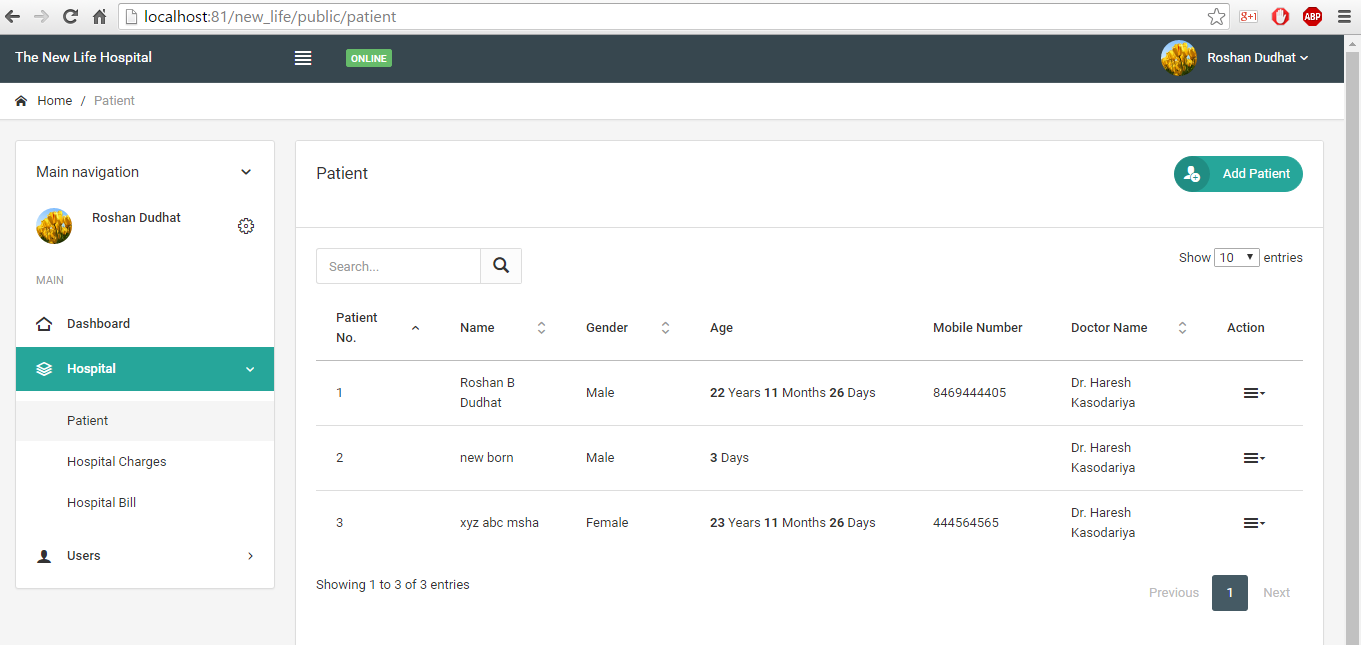 localhost:81/new_life/public/patient
8+1
ABP
The New Life Hospital
ONLINE
Roshan Dudhat
Home / Patient
Main navigation
Roshan Dudhat
MAIN
Dashboard
Hospital
Patient
Hospital Charges
Hospital Bill
Users
Patient
Add Patient
Search...
Show 10 entries
Patient No. Name Gender Age Mobile Number Doctor Name Action
1 Roshan B Dudhat Male 22 Years 11 Months 26 Days 8469444405 Dr. Haresh Kasodariya
2 new born Male 3 Days Dr. Haresh Kasodariya
3 xyz abc msha Female 23 Years 11 Months 26 Days 444564565 Dr. Haresh Kasodariya
Showing 1 to 3 of 3 entries
Previous 1 Next